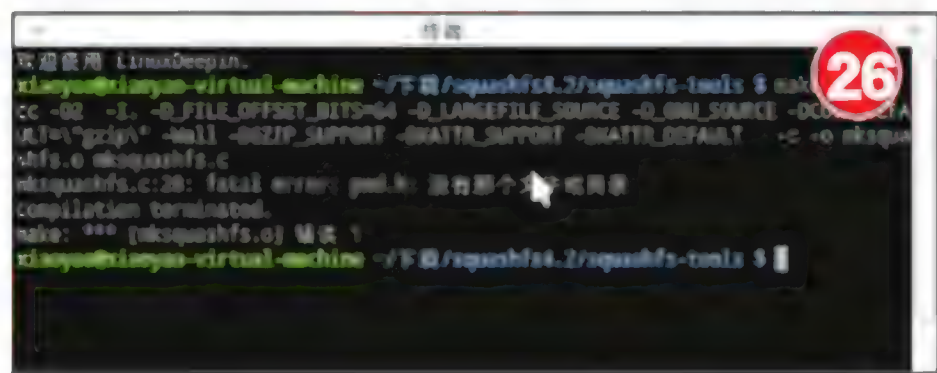 终端
欢迎使用 LinuxDeepin.
26
xiaoyao@xiaoyao-virtual-machine ~/下载/squashfs4.2/squashfs-tools $ mak
cc -O2 -I. -D_FILE_OFFSET_BITS=64 -D_LARGEFILE_SOURCE -D_GNU_SOURCE
ULT=\"gzip\" -Wall -DGZIP_SUPPORT -DXATTR_SUPPORT -DXATTR_DEFAULT -c -o mksqua
shfs.o mksquashfs.c
mksquashfs.c:28: fatal error: pwd.h: 没有那个文件或目录
compilation terminated.
make: *** [mksquashfs.o] 错误 1
xiaoyao@xiaoyao-virtual-machine ~/下载/squashfs4.2/squashfs-tools $